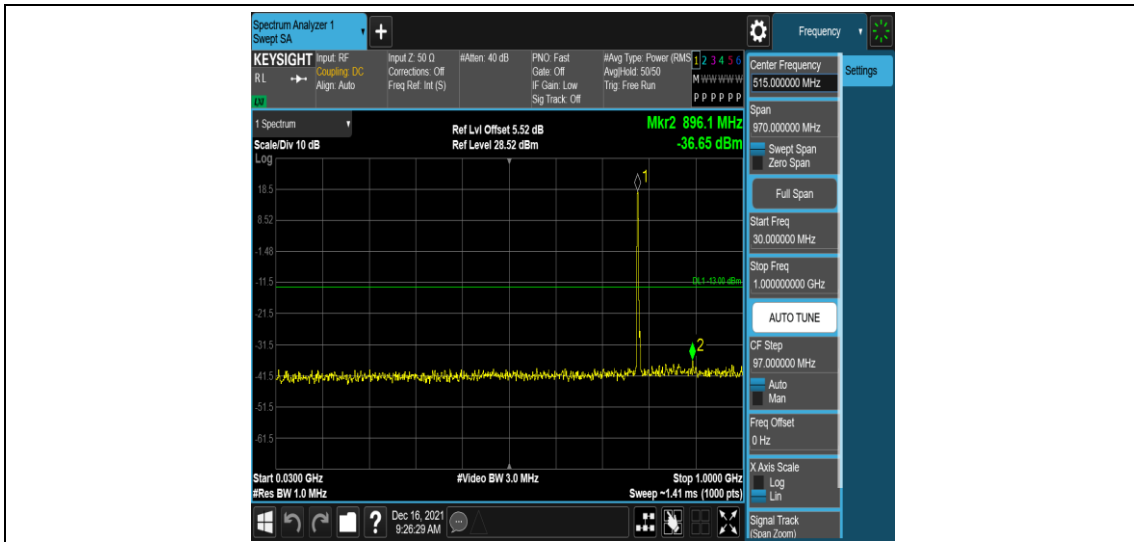 Spectrum Analyzer 1
Swept SA
+
Frequency
KEYSIGHT Input: RF
RL Coupling: DC
Align: Auto
LM
Input Z: 50 Ω
Corrections: Off
Freq Ref: Int (S)
#Atten: 40 dB
PNO: Fast
Gate: Off
IF Gain: Low
Sig Track: Off
#Avg Type: Power (RMS
Avg|Hold: 50/50
Trig: Free Run
1 2 3 4 5 6
M W W W W W
P P P P P P
1 Spectrum
Scale/Div 10 dB
Log
Ref Lvl Offset 5.52 dB
Ref Level 28.52 dBm
Mkr2 896.1 MHz
-36.65 dBm
18.5
8.52
-1.48
-11.5
-21.5
-31.5
-41.5
-51.5
-61.5
1
DL1 -13.00 dBm
2
Start 0.0300 GHz
#Res BW 1.0 MHz
#Video BW 3.0 MHz
Stop 1.0000 GHz
Sweep ~1.41 ms (1000 pts)
Dec 16, 2021
9:26:29 AM
?
Center Frequency
515.000000 MHz
Settings
Span
970.000000 MHz
Swept Span
Zero Span
Full Span
Start Freq
30.000000 MHz
Stop Freq
1.000000000 GHz
AUTO TUNE
CF Step
97.000000 MHz
Auto
Man
Freq Offset
0 Hz
X Axis Scale
Log
Lin
Signal Track
(Span Zoom)